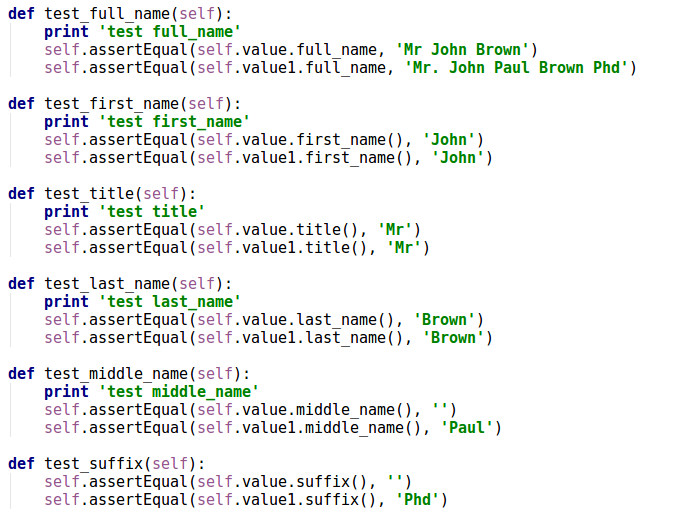 def test_full_name(self):
    print 'test full_name'
    self.assertEqual(self.value.full_name, 'Mr John Brown')
    self.assertEqual(self.value1.full_name, 'Mr. John Paul Brown Phd')

def test_first_name(self):
    print 'test first_name'
    self.assertEqual(self.value.first_name(), 'John')
    self.assertEqual(self.value1.first_name(), 'John')

def test_title(self):
    print 'test title'
    self.assertEqual(self.value.title(), 'Mr')
    self.assertEqual(self.value1.title(), 'Mr')

def test_last_name(self):
    print 'test last_name'
    self.assertEqual(self.value.last_name(), 'Brown')
    self.assertEqual(self.value1.last_name(), 'Brown')

def test_middle_name(self):
    print 'test middle_name'
    self.assertEqual(self.value.middle_name(), '')
    self.assertEqual(self.value1.middle_name(), 'Paul')

def test_suffix(self):
    self.assertEqual(self.value.suffix(), '')
    self.assertEqual(self.value1.suffix(), 'Phd')